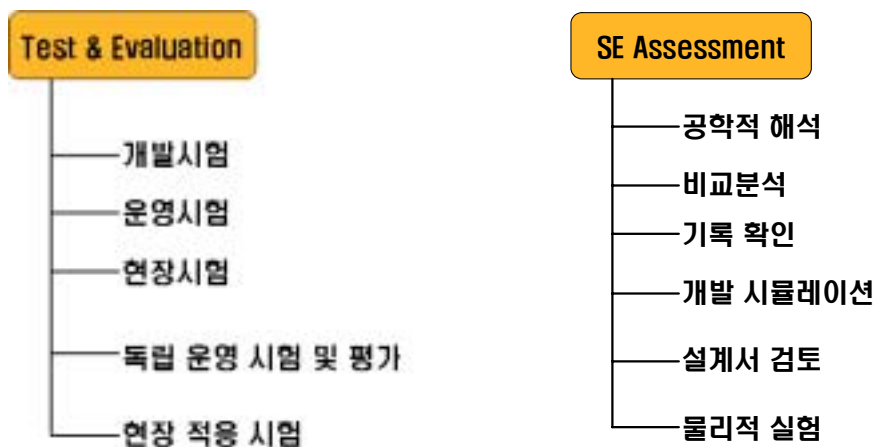 Test & Evaluation
개발시험
운영시험
현장시험
독립 운영 시험 및 평가
현장 적응 시험
SE Assessment
공학적 해석
비교분석
기록 확인
개발 시뮬레이션
설계서 검토
물리적 실험